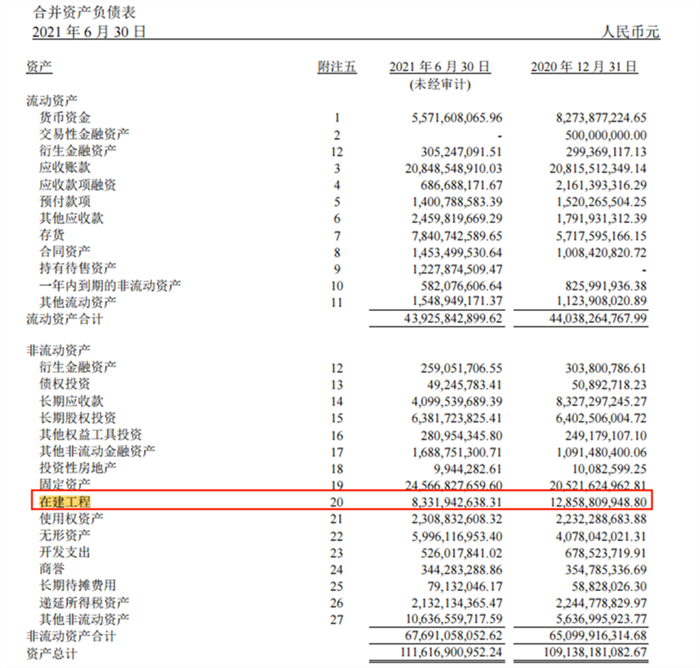 合并资产负债表
2021 年 6 月 30 日 人民币元
资产 附注五 2021 年 6 月 30 日 2020 年 12 月 31 日
(未经审计)
流动资产
货币资金 1 5,571,608,065.96 8,273,877,224.65
交易性金融资产 2 - 500,000,000.00
衍生金融资产 12 305,247,091.51 299,369,117.13
应收账款 3 20,848,548,910.03 20,815,512,349.14
应收款项融资 4 686,688,171.67 2,161,393,316.29
预付款项 5 1,400,788,583.39 1,520,265,504.25
其他应收款 6 2,459,819,669.29 1,791,931,312.39
存货 7 7,840,742,589.65 5,717,595,166.15
合同资产 8 1,453,499,530.64 1,008,420,820.72
持有待售资产 9 1,227,874,509.47 -
一年内到期的非流动资产 10 582,076,606.64 825,991,936.38
其他流动资产 11 1,548,949,171.37 1,123,908,020.89
流动资产合计 43,925,842,899.62 44,038,264,767.99
非流动资产
衍生金融资产 12 259,051,706.55 303,800,786.61
债权投资 13 49,245,783.41 50,892,718.23
长期应收款 14 4,099,539,689.39 8,327,297,245.27
长期股权投资 15 6,381,723,825.41 6,402,506,004.72
其他权益工具投资 16 280,954,345.80 249,179,107.10
其他非流动金融资产 17 1,688,751,300.71 1,091,480,400.06
投资性房地产 18 9,944,282.61 10,082,599.25
固定资产 19 24,566,827,659.60 20,521,624,962.81
在建工程 20 8,331,942,638.31 12,858,809,948.80
使用权资产 21 2,308,832,608.32 2,232,288,683.88
无形资产 22 5,996,116,953.40 4,078,042,021.31
开发支出 23 526,017,841.02 678,523,719.91
商誉 24 344,283,288.86 354,785,336.69
长期待摊费用 25 79,132,046.17 58,828,026.30
递延所得税资产 26 2,132,134,365.47 2,244,778,829.97
其他非流动资产 27 10,636,559,717.59 5,636,995,923.77
非流动资产合计 67,691,058,052.62 65,099,916,314.68
资产总计 111,616,900,952.24 109,138,181,082.67